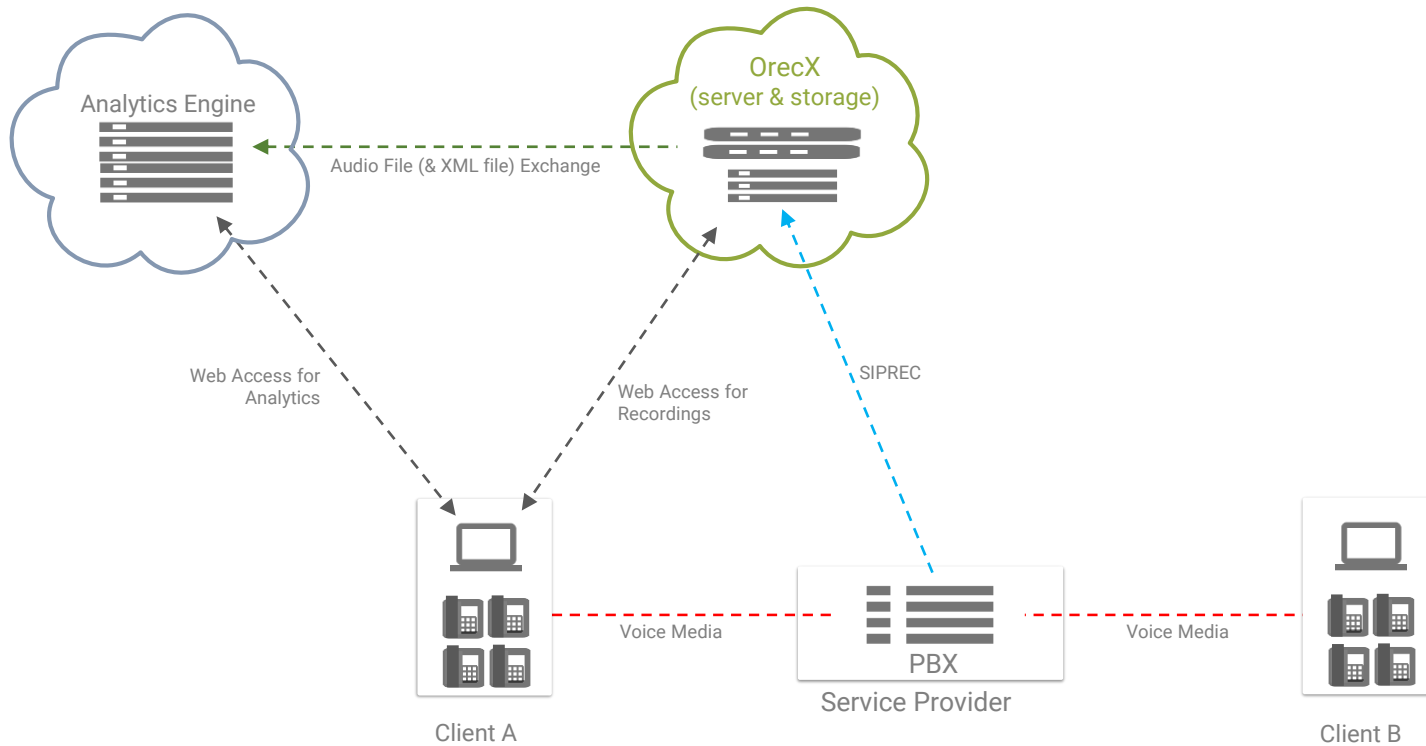 Analytics Engine
OrecX
(server & storage)
Audio File (& XML file) Exchange
Web Access for
Analytics
Web Access for
Recordings
SIPREC
Voice Media
Voice Media
PBX
Service Provider
Client A
Client B